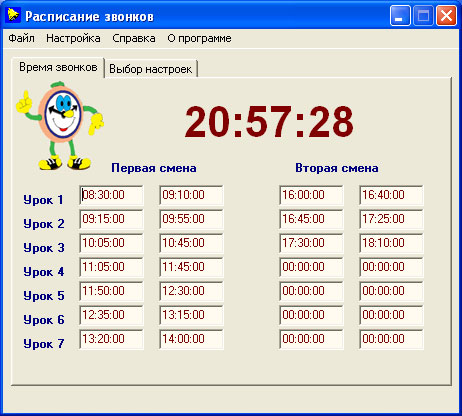 Расписание звонков
Файл Настройка Справка О программе
Время звонков Выбор настроек
20:57:28
Первая смена Вторая смена
Урок 1 08:30:00 09:10:00 16:00:00 16:40:00
Урок 2 09:15:00 09:55:00 16:45:00 17:25:00
Урок 3 10:05:00 10:45:00 17:30:00 18:10:00
Урок 4 11:05:00 11:45:00 00:00:00 00:00:00
Урок 5 11:50:00 12:30:00 00:00:00 00:00:00
Урок 6 12:35:00 13:15:00 00:00:00 00:00:00
Урок 7 13:20:00 14:00:00 00:00:00 00:00:00